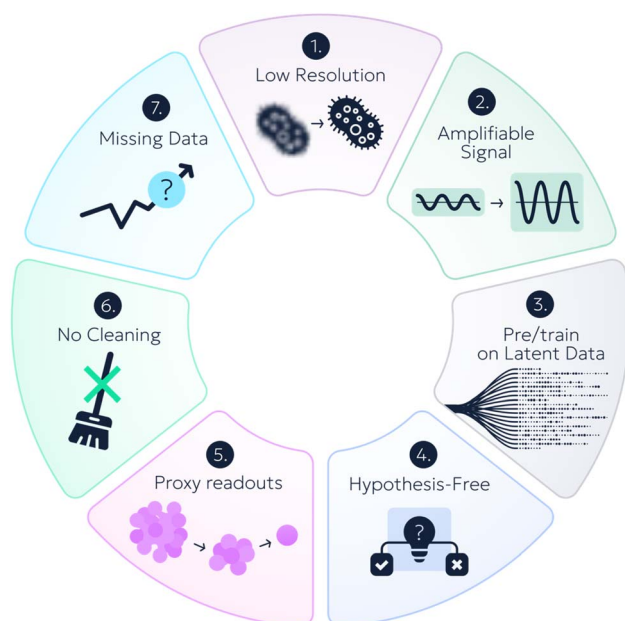 1.
Low Resolution
2.
Amplifiable
Signal
3.
Pre/train
on Latent Data
4.
Hypothesis-Free
?
5.
Proxy readouts
6.
No Cleaning
7.
Missing Data
?